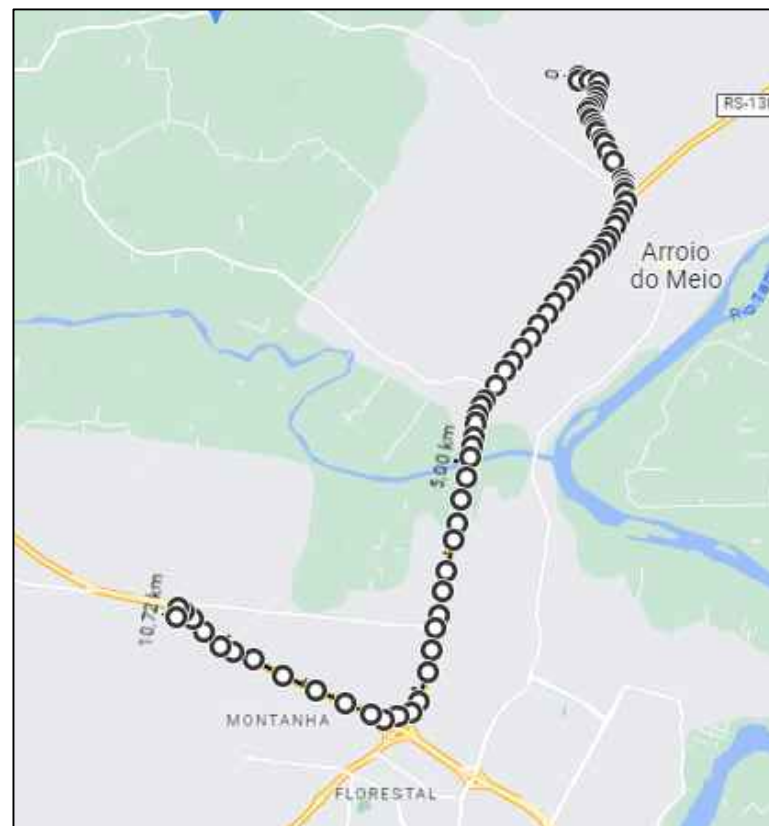 0
RS-130
Arroio
do Meio
5.00 km
10.72 km
MONTANHA
FLORESTAL